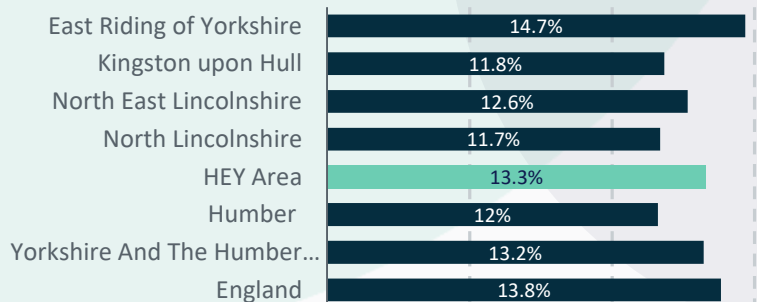 East Riding of Yorkshire 14.7%
Kingston upon Hull 11.8%
North East Lincolnshire 12.6%
North Lincolnshire 11.7%
HEY Area 13.3%
Humber 12%
Yorkshire And The Humber... 13.2%
England 13.8%